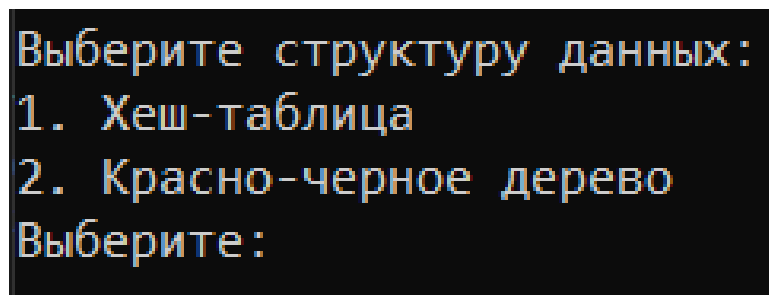 Выберите структуру данных:
1. Хеш-таблица
2. Красно-черное дерево
Выберите: